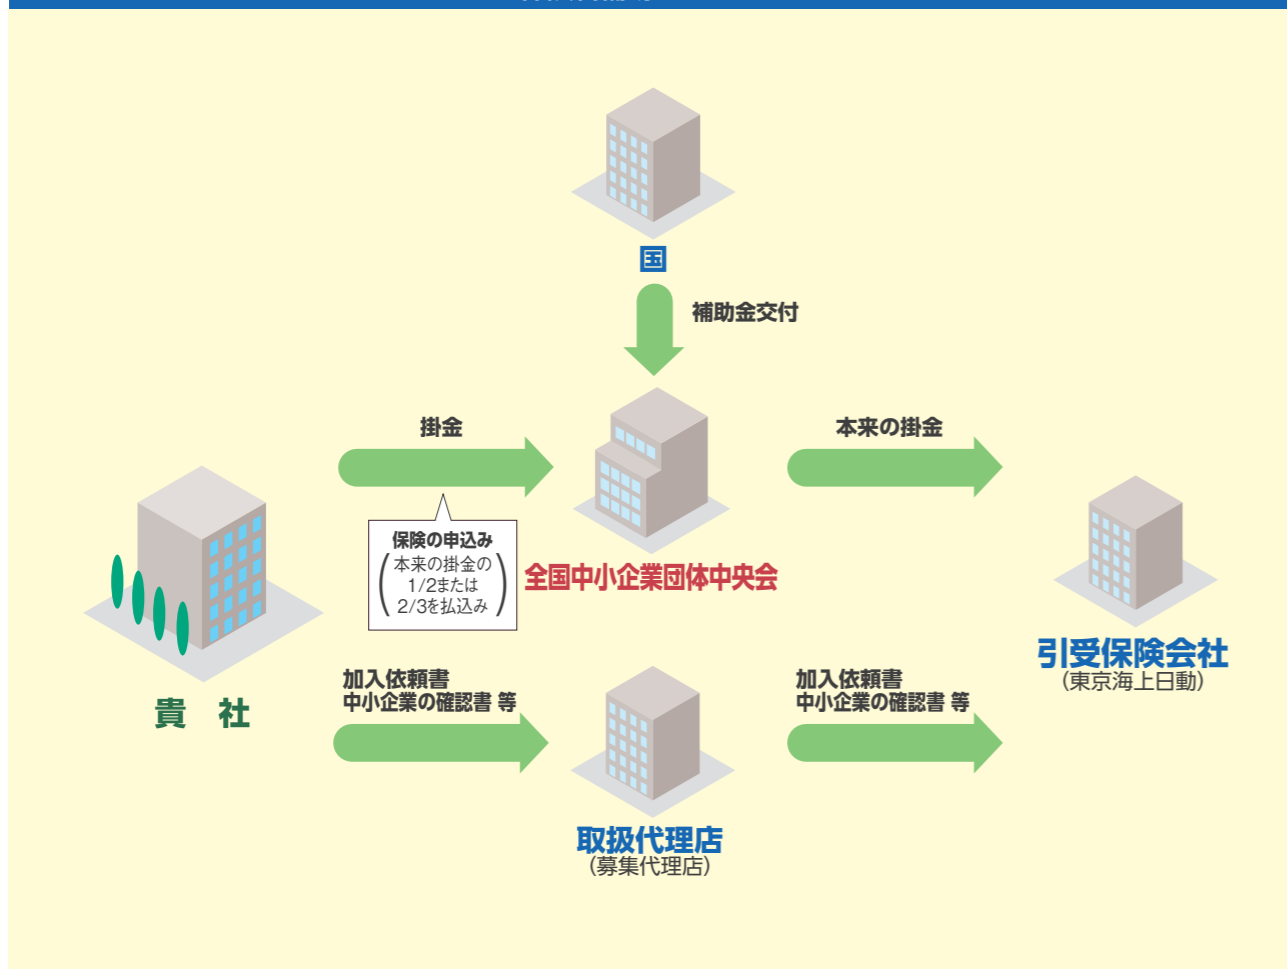 国
補助金交付
掛金
本来の掛金
保険の申込み
(本来の掛金の
1/2または
2/3を払込み)
全国中小企業団体中央会
引受保険会社
(東京海上日動)
貴 社
加入依頼書
中小企業の確認書 等
加入依頼書
中小企業の確認書 等
取扱代理店
(募集代理店)